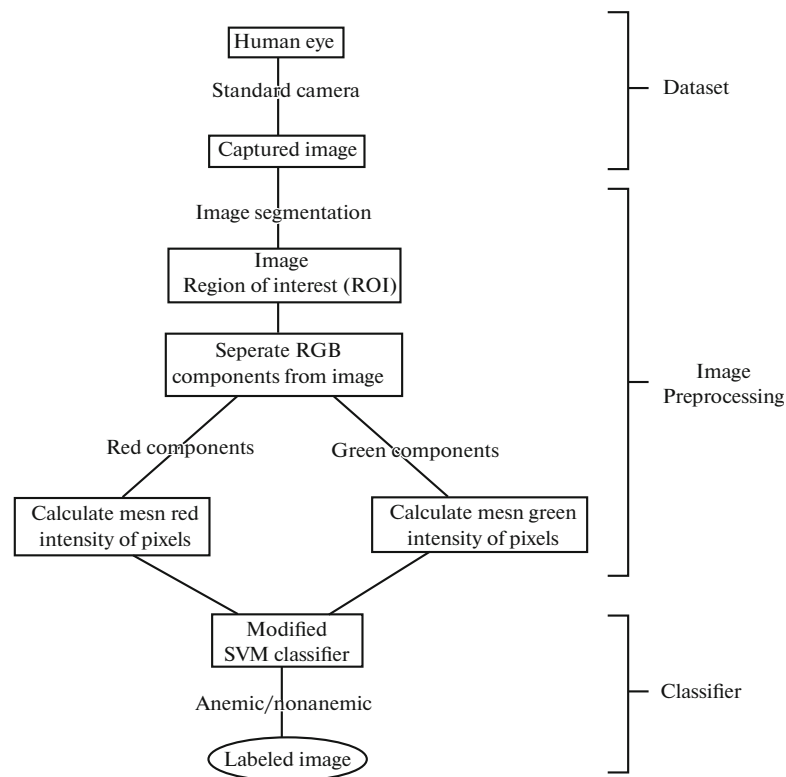 Human eye
Standard camera
Captured image
Dataset
Image segmentation
Image
Region of interest (ROI)
Seperate RGB
components from image
Image
Preprocessing
Red components
Green components
Calculate mesn red
intensity of pixels
Calculate mesn green
intensity of pixels
Modified
SVM classifier
Anemic/nonanemic
Classifier
Labeled image